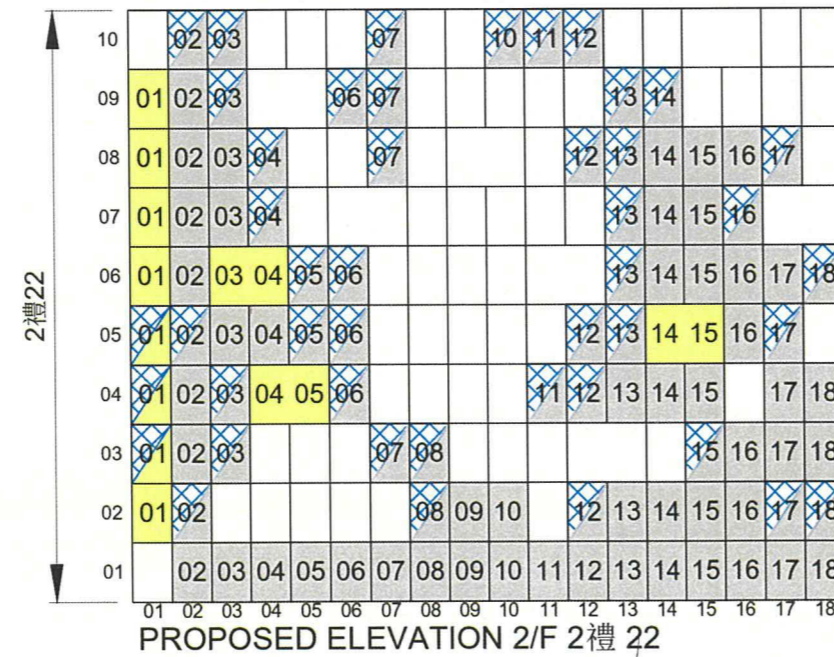 10 02 03 07 10 11 12
09 01 02 03 06 07 13 14
08 01 02 03 04 07 12 13 14 15 16 17
07 01 02 03 04 13 14 15 16
06 01 02 03 04 05 06 13 14 15 16 17 18
2禮22
05 01 02 03 04 05 06 12 13 14 15 16 17
04 01 02 03 04 05 06 11 12 13 14 15 17 18
03 01 02 03 07 08 15 16 17 18
02 01 02 08 09 10 12 13 14 15 16 17 18
01 02 03 04 05 06 07 08 09 10 11 12 13 14 15 16 17 18
01 02 03 04 05 06 07 08 09 10 11 12 13 14 15 16 17 18
PROPOSED ELEVATION 2/F 2禮 22